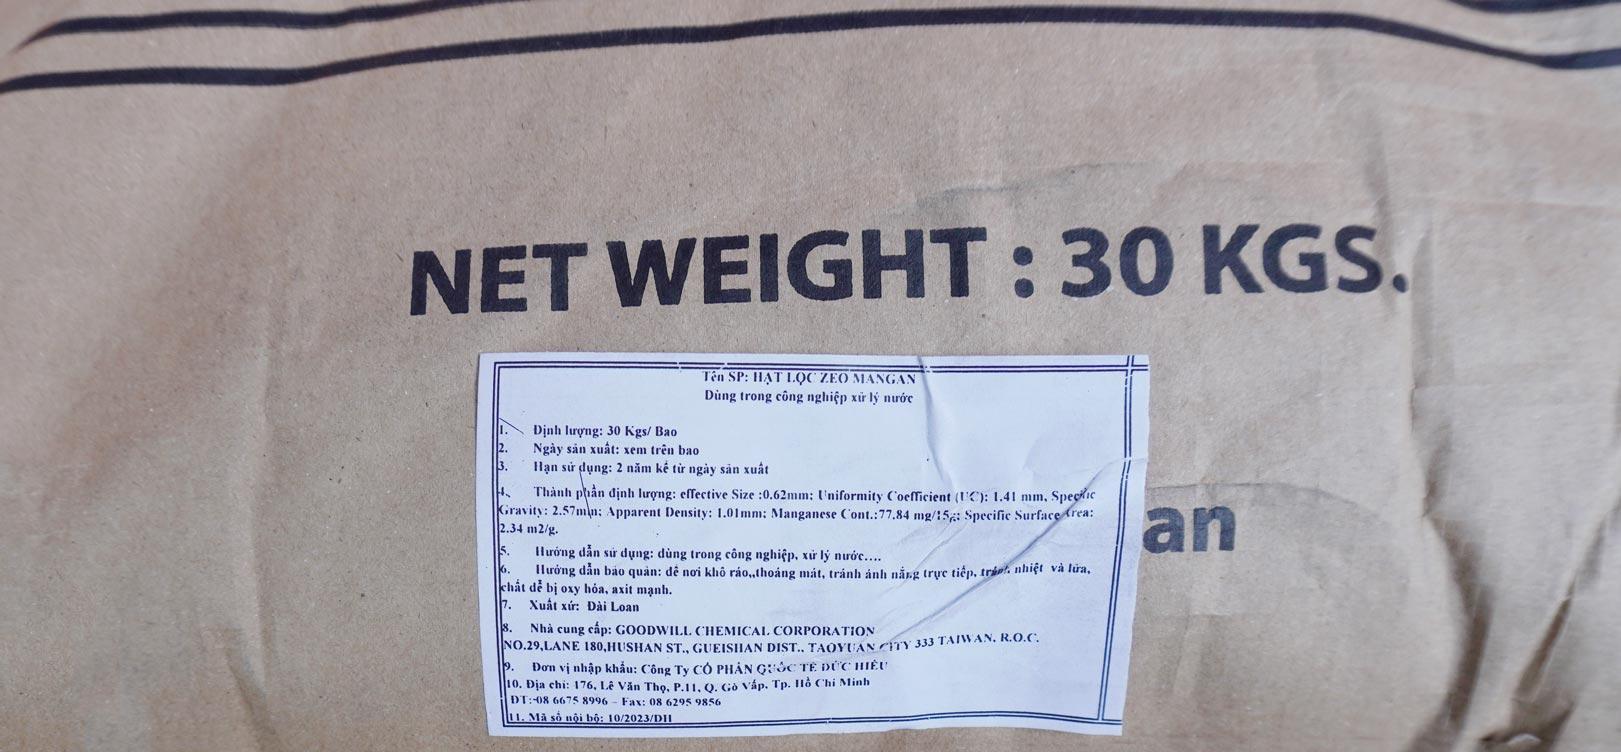 NET WEIGHT : 30 KGS.
Tên SP: HẠT LỌC ZEO MANGAN
Dùng trong công nghiệp xử lý nước
1. Định lượng: 30 Kgs/ Bao
2. Ngày sản xuất: xem trên bao
3. Hạn sử dụng: 2 năm kể từ ngày sản xuất
4. Thành phần định lượng: effective Size :0.62mm; Uniformity Coefficient (UC): 1.41 mm, Specific
Gravity: 2.57min; Apparent Density: 1.01mm; Manganese Cont.:77.84 mg/15g; Specific Surface Area:
2.34 m2/g.
5. Hướng dẫn sử dụng: dùng trong công nghiệp, xử lý nước….
6. Hướng dẫn bảo quản: để nơi khô ráo,,thoáng mát, tránh ánh nắng trực tiếp, tránh nhiệt và lửa,
chất dễ bị oxy hóa, axit mạnh.
7. Xuất xứ: Đài Loan
8. Nhà cung cấp: GOODWILL CHEMICAL CORPORATION
NO.29,LANE 180,HUSHAN ST., GUEISHAN DIST., TAOYUAN CITY 333 TAIWAN, R.O.C.
9. Đơn vị nhập khẩu: Công Ty CỔ PHẦN QUỐC TẾ ĐỨC HIẾU
10. Địa chỉ: 176, Lê Văn Thọ, P.11, Q. Gò Vấp, Tp. Hồ Chí Minh
ĐT:-08 6675 8996 – Fax: 08 6295 9856
11. Mã số nội bộ: 10/2023/DH
an